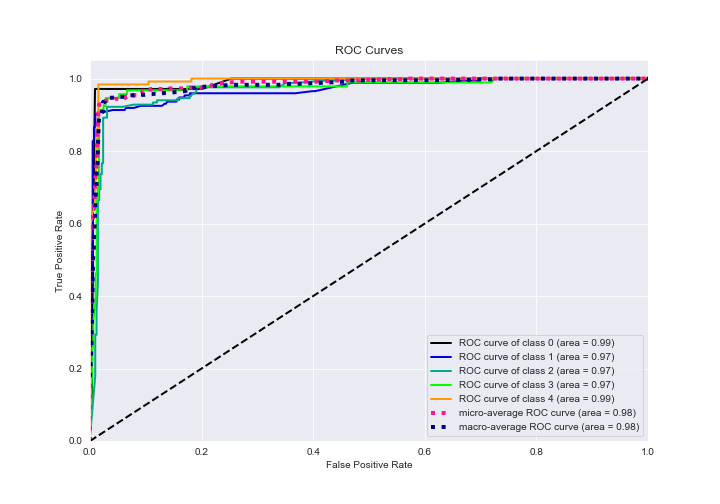 ROC Curves
1.0
0.8
0.6
0.4
0.2
0.0
True Positive Rate
ROC curve of class 0 (area = 0.99)
ROC curve of class 1 (area = 0.97)
ROC curve of class 2 (area = 0.97)
ROC curve of class 3 (area = 0.97)
ROC curve of class 4 (area = 0.99)
micro-average ROC curve (area = 0.98)
macro-average ROC curve (area = 0.98)
0.0 0.2 0.4 0.6 0.8 1.0
False Positive Rate